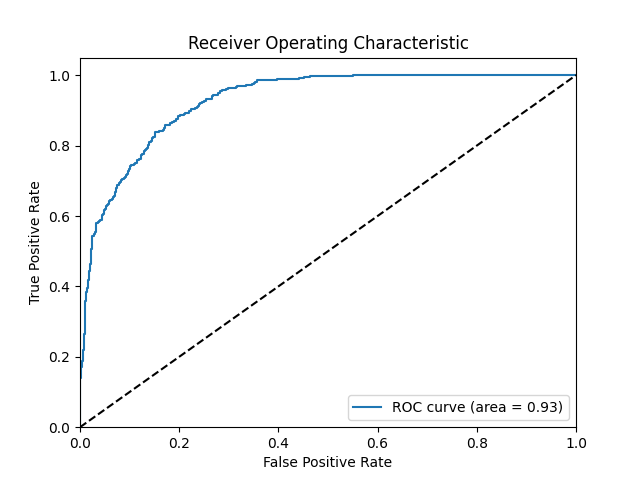 Receiver Operating Characteristic
True Positive Rate
1.0
0.8
0.6
0.4
0.2
0.0
ROC curve (area = 0.93)
0.0 0.2 0.4 0.6 0.8 1.0
False Positive Rate